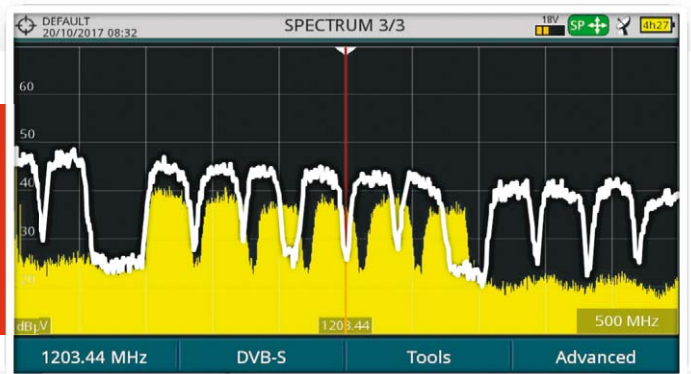 DEFAULT
20/10/2017 08:32
SPECTRUM 3/3
18V
SP
4h27
60
50
40
30
20
dBµV
1203.44
500 MHz
1203.44 MHz
DVB-S
Tools
Advanced